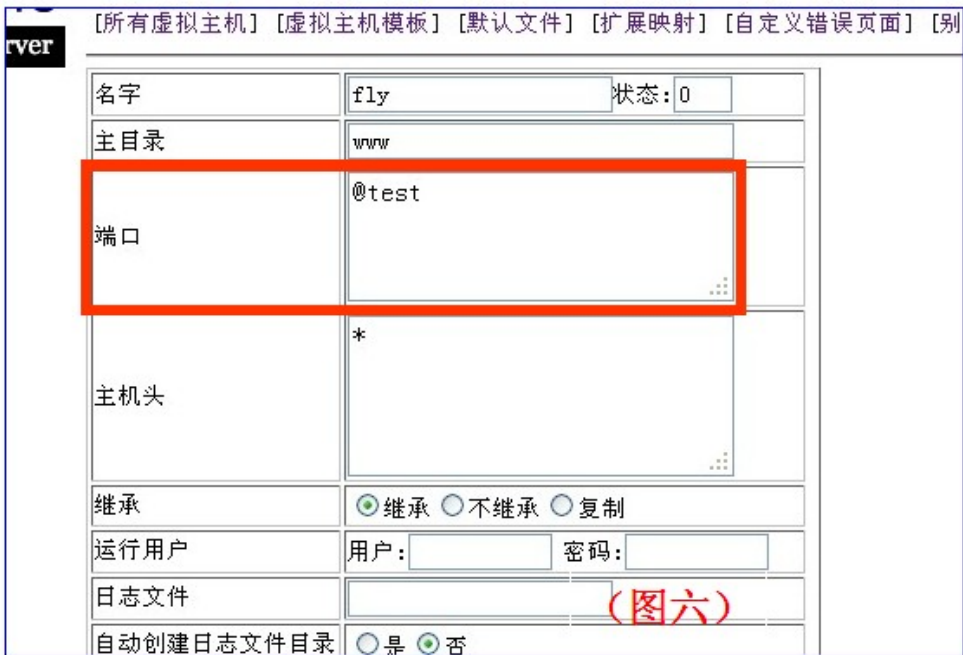 [所有虚拟主机] [虚拟主机模板] [默认文件] [扩展映射] [自定义错误页面] [别
rver
名字 fly 状态:0
主目录 www
端口 @test
主机头 *
继承 继承 不继承 复制
运行用户 用户: 密码:
日志文件
(图六)
自动创建日志文件目录 是 否